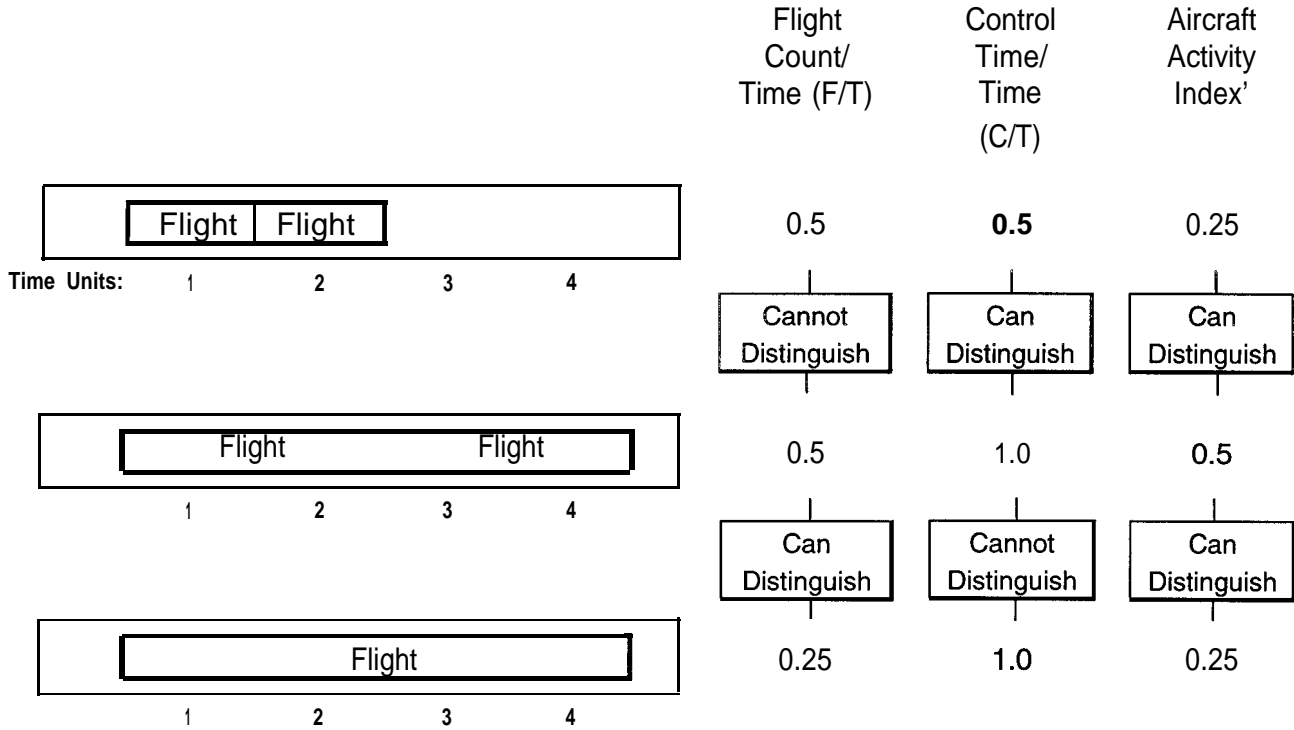 Flight Count/ Time (F/T)
Control Time/ Time (C/T)
Aircraft Activity Index’
Flight Flight 0.5 0.5 0.25
Time Units: 1 2 3 4
Cannot Distinguish
Can Distinguish
Can Distinguish
Flight Flight 0.5 1.0 0.5
1 2 3 4
Can Distinguish
Cannot Distinguish
Can Distinguish
Flight 0.25 1.0 0.25
1 2 3 4